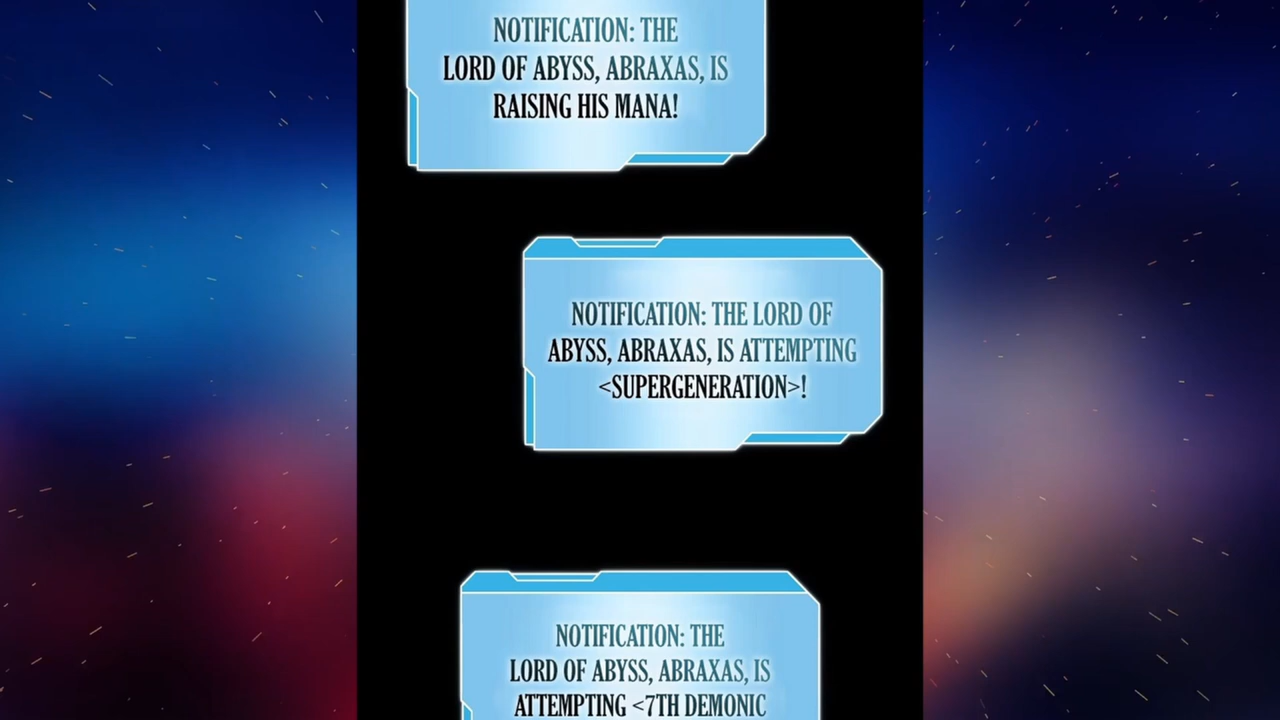 NOTIFICATION: THE
LORD OF ABYSS, ABRAXAS, IS
RAISING HIS MANA!
NOTIFICATION: THE LORD OF
ABYSS, ABRAXAS, IS ATTEMPTING
<SUPERGENERATION>!
NOTIFICATION: THE
LORD OF ABYSS, ABRAXAS, IS
ATTEMPTING <7TH DEMONIC